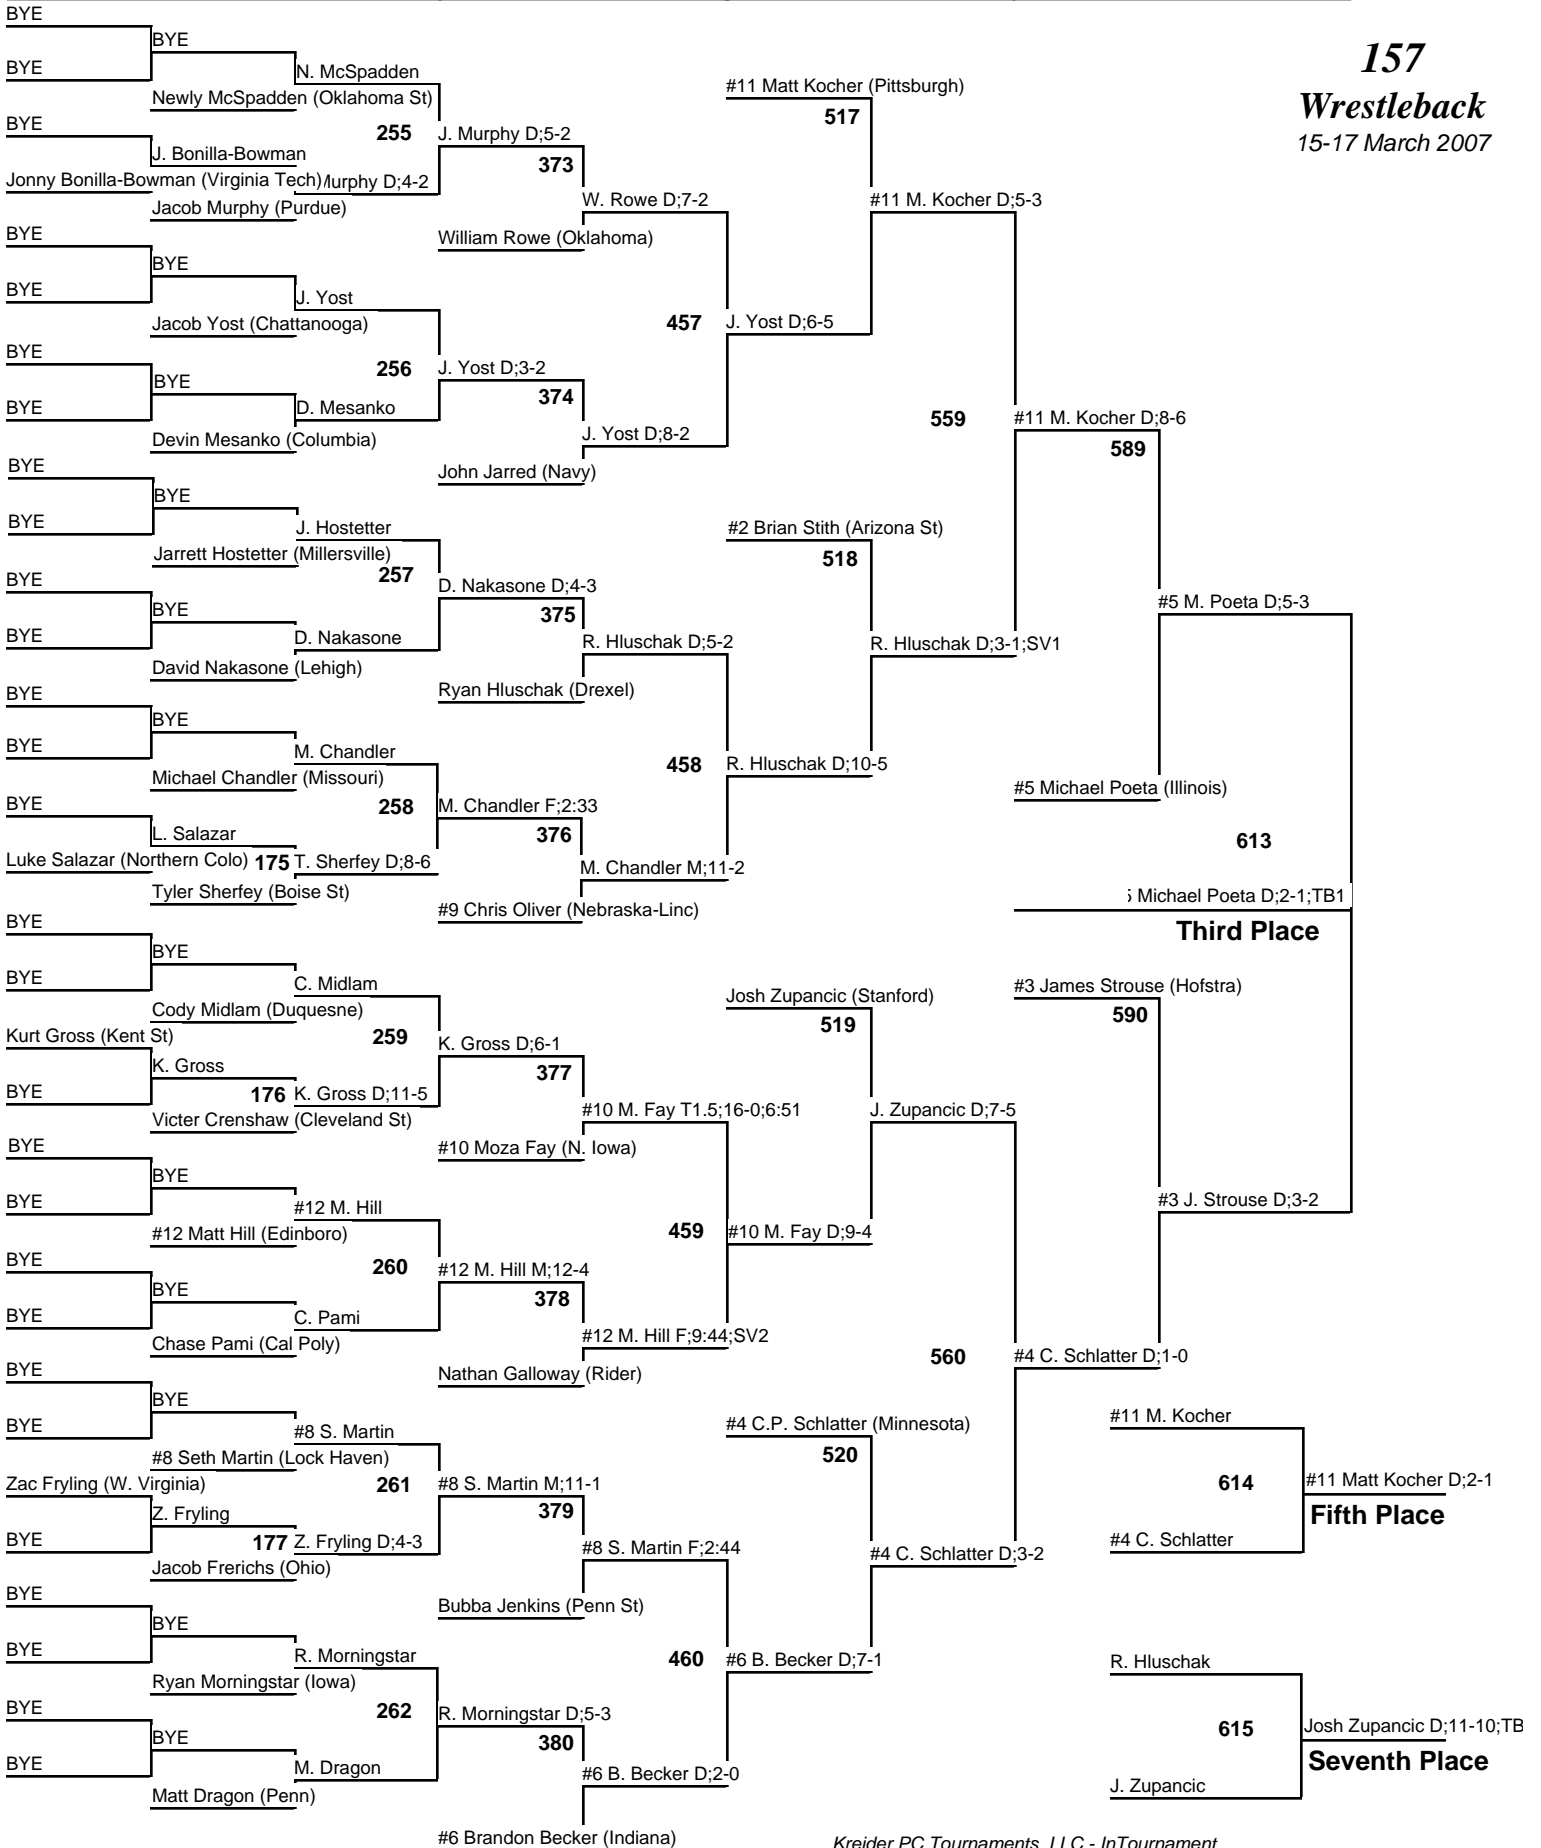 BYE
BYE
157
BYE
BYE
N. McSpadden
#11 Matt Kocher (Pittsburgh)
Newly McSpadden (Oklahoma St)
Wrestleback
517
BYE
255
J. Murphy D;5-2
15-17 March 2007
J. Bonilla-Bowman
373
Jonny Bonilla-Bowman (Virginia Tech)
Murphy D;4-2
W. Rowe D;7-2
#11 M. Kocher D;5-3
Jacob Murphy (Purdue)
BYE
William Rowe (Oklahoma)
BYE
BYE
J. Yost
Jacob Yost (Chattanooga)
457
J. Yost D;6-5
BYE
256
J. Yost D;3-2
BYE
374
BYE
D. Mesanko
559
#11 M. Kocher D;8-6
Devin Mesanko (Columbia)
J. Yost D;8-2
589
BYE
John Jarred (Navy)
BYE
BYE
J. Hostetter
#2 Brian Stith (Arizona St)
Jarrett Hostetter (Millersville)
518
257
BYE
D. Nakasone D;4-3
BYE
375
#5 M. Poeta D;5-3
BYE
D. Nakasone
R. Hluschak D;5-2
R. Hluschak D;3-1;SV1
David Nakasone (Lehigh)
BYE
Ryan Hluschak (Drexel)
BYE
BYE
M. Chandler
458
R. Hluschak D;10-5
Michael Chandler (Missouri)
#5 Michael Poeta (Illinois)
BYE
258
M. Chandler F;2:33
L. Salazar
376
613
Luke Salazar (Northern Colo)
175
T. Sherfey D;8-6
M. Chandler M;11-2
Tyler Sherfey (Boise St)
5 Michael Poeta D;2-1;TB1
#9 Chris Oliver (Nebraska-Linc)
BYE
Third Place
BYE
BYE
C. Midlam
#3 James Strouse (Hofstra)
Cody Midlam (Duquesne)
Josh Zupancic (Stanford)
590
519
Kurt Gross (Kent St)
259
K. Gross D;6-1
K. Gross
377
BYE
176
K. Gross D;11-5
#10 M. Fay T1.5;16-0;6:51
J. Zupancic D;7-5
Victer Crenshaw (Cleveland St)
BYE
#10 Moza Fay (N. Iowa)
BYE
BYE
#12 M. Hill
#3 J. Strouse D;3-2
#12 Matt Hill (Edinboro)
459
#10 M. Fay D;9-4
BYE
260
#12 M. Hill M;12-4
BYE
378
BYE
C. Pami
#12 M. Hill F;9:44;SV2
Chase Pami (Cal Poly)
560
#4 C. Schlatter D;1-0
BYE
Nathan Galloway (Rider)
BYE
BYE
#8 S. Martin
#4 C.P. Schlatter (Minnesota)
#11 M. Kocher
#8 Seth Martin (Lock Haven)
520
Zac Fryling (W. Virginia)
261
#8 S. Martin M;11-1
614
#11 Matt Kocher D;2-1
Z. Fryling
379
Fifth Place
BYE
177
Z. Fryling D;4-3
#8 S. Martin F;2:44
#4 C. Schlatter D;3-2
#4 C. Schlatter
Jacob Frerichs (Ohio)
BYE
Bubba Jenkins (Penn St)
BYE
BYE
R. Morningstar
460
#6 B. Becker D;7-1
R. Hluschak
Ryan Morningstar (Iowa)
BYE
262
R. Morningstar D;5-3
BYE
380
615
Josh Zupancic D;11-10;TB
BYE
M. Dragon
#6 B. Becker D;2-0
J. Zupancic
Seventh Place
Matt Dragon (Penn)
#6 Brandon Becker (Indiana)
Kreider PC Tournaments, LLC - InTournament